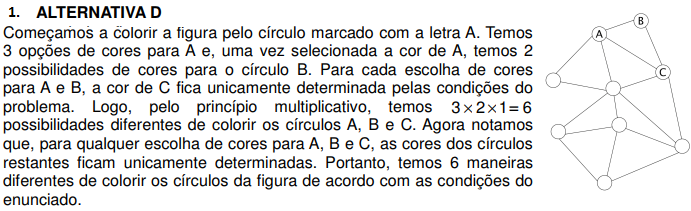 1. ALTERNATIVA D
Começamos a colorir a figura pelo círculo marcado com a letra A. Temos
3 opções de cores para A e, uma vez selecionada a cor de A, temos 2
possibilidades de cores para o círculo B. Para cada escolha de cores
para A e B, a cor de C fica unicamente determinada pelas condições do
problema. Logo, pelo princípio multiplicativo, temos 3×2×1=6
possibilidades diferentes de colorir os círculos A, B e C. Agora notamos
que, para qualquer escolha de cores para A, B e C, as cores dos círculos
restantes ficam unicamente determinadas. Portanto, temos 6 maneiras
diferentes de colorir os círculos da figura de acordo com as condições do
enunciado.
B
A
C